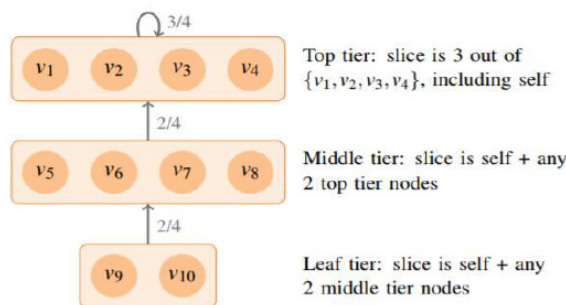 3/4
v1 v2 v3 v4
Top tier: slice is 3 out of
{v1, v2, v3, v4}, including self
2/4
v5 v6 v7 v8
Middle tier: slice is self + any
2 top tier nodes
2/4
v9 v10
Leaf tier: slice is self + any
2 middle tier nodes